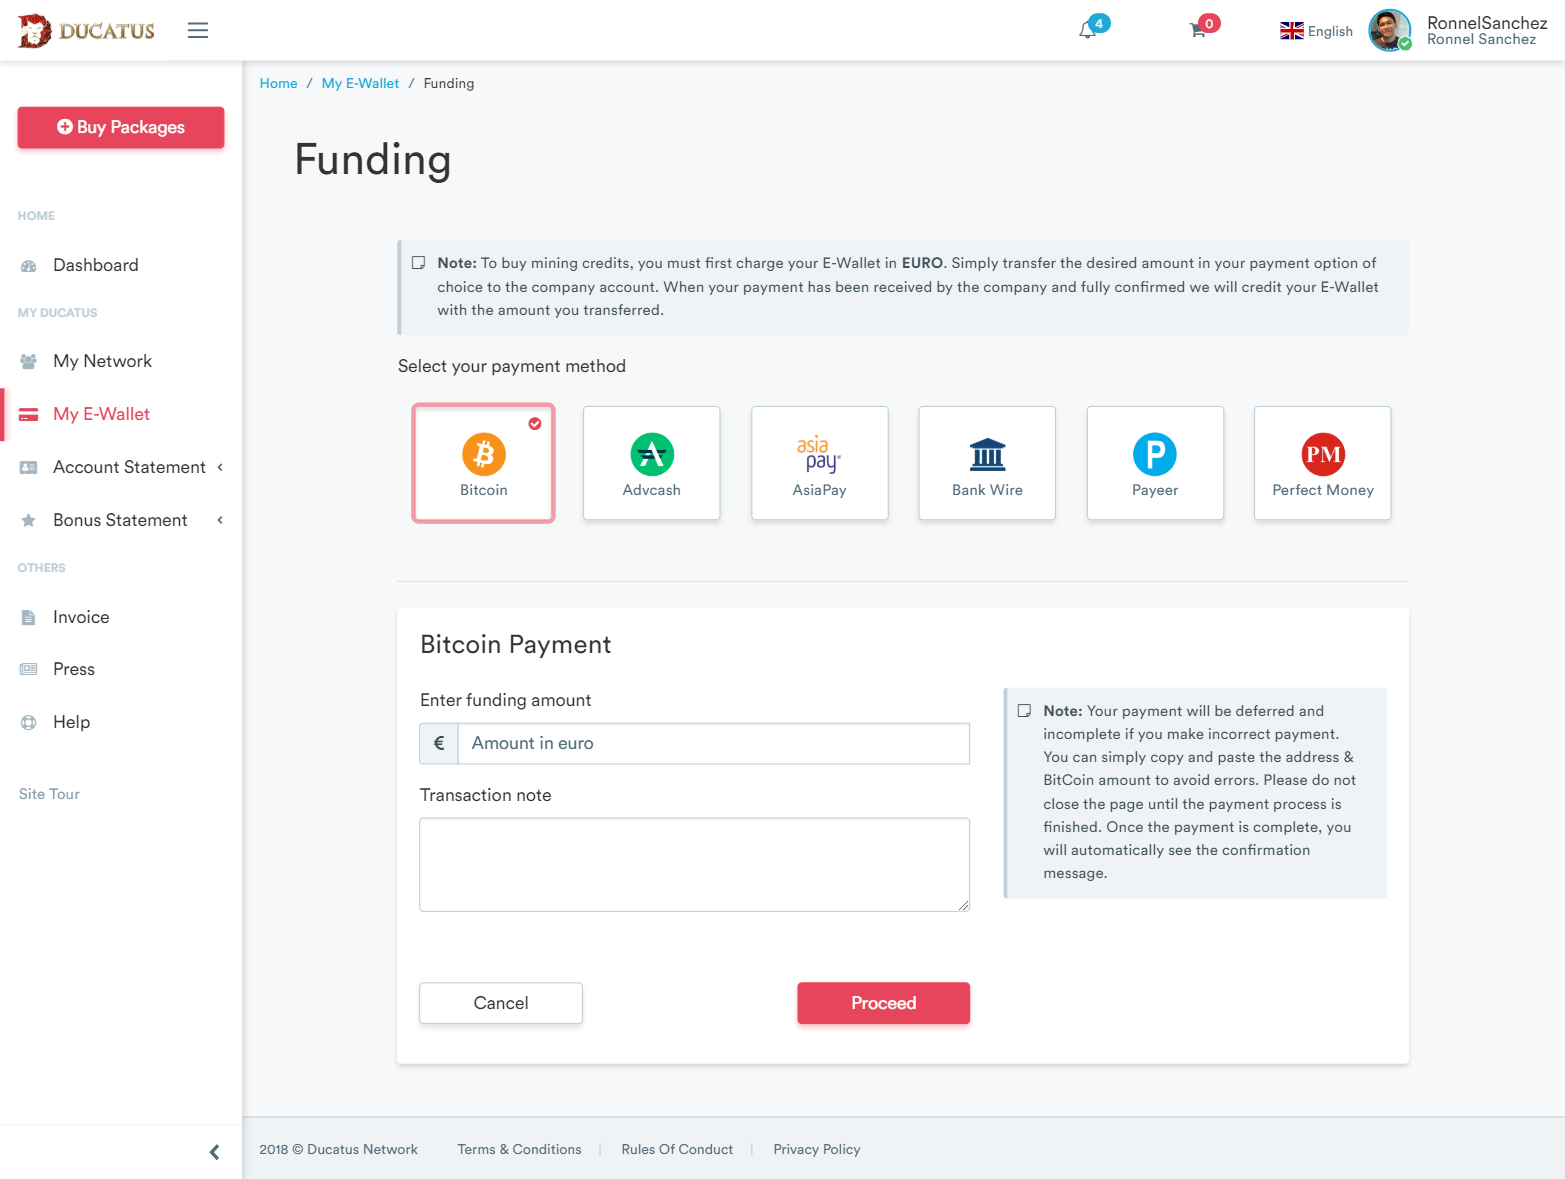 DUCATUS
4
0
English
RonnelSanchez
Ronnel Sanchez
Home / My E-Wallet / Funding
Buy Packages
HOME
Dashboard
MY DUCATUS
My Network
My E-Wallet
Account Statement
Bonus Statement
OTHERS
Invoice
Press
Help
Site Tour
Funding
Note: To buy mining credits, you must first charge your E-Wallet in EURO. Simply transfer the desired amount in your payment option of
choice to the company account. When your payment has been received by the company and fully confirmed we will credit your E-Wallet
with the amount you transferred.
Select your payment method
Bitcoin
Advcash
asia
pay®
AsiaPay
Bank Wire
P
Payeer
PM
Perfect Money
Bitcoin Payment
Enter funding amount
€ Amount in euro
Transaction note
Cancel
Proceed
Note: Your payment will be deferred and
incomplete if you make incorrect payment.
You can simply copy and paste the address &
BitCoin amount to avoid errors. Please do not
close the page until the payment process is
finished. Once the payment is complete, you
will automatically see the confirmation
message.
2018 © Ducatus Network
Terms & Conditions | Rules Of Conduct | Privacy Policy